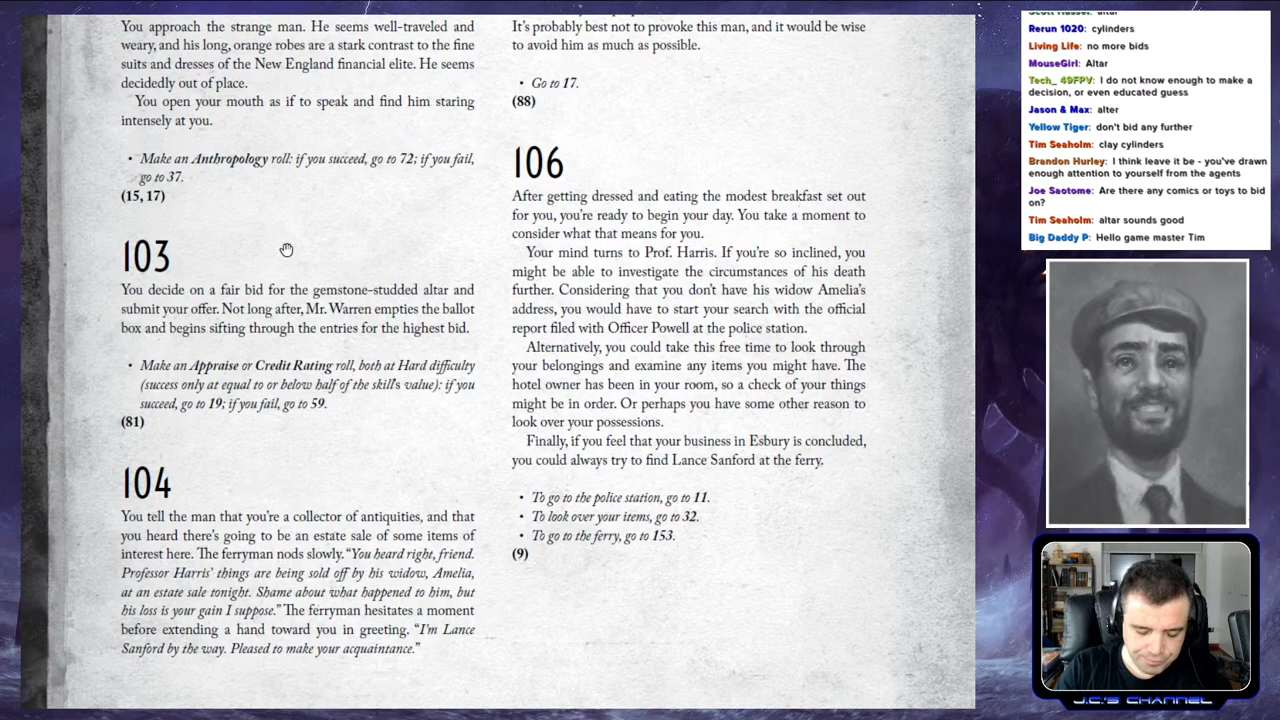 You approach the strange man. He looks well-traveled and
weary, and his long, orange robes are a stark contrast to the fine
suits and dresses of the New England financial elite. He seems
decidedly out of place.
You open your mouth as if to speak and find him staring
intensely at you.
• Make an Anthropology roll: if you succeed, go to 72; if you fail,
go to 37.
(15, 17)
103
You decide on a fair bid for the gemstone-studded altar and
submit your offer. Not long after, Mr. Warren empties the ballot
box and begins sifting through the entries for the highest bid.
• Make an Appraise or Credit Rating roll, both at Hard difficulty
(success only at equal to or below half of the skill's value): if you
succeed, go to 19; if you fail, go to 59.
(81)
104
You tell the man that you're a collector of antiquities, and that
you heard there's going to be an estate sale of some items of
interest here. The ferryman nods slowly. "You heard right, friend.
Professor Harris' things are being sold off by his widow, Amelia,
at an estate sale tonight. Shame about what happened to him, but
his loss is your gain I suppose." The ferryman hesitates a moment
before extending a hand toward you in greeting. "I'm Lance
Sanford by the way. Pleased to make your acquaintance."
It's probably best not to provoke this man, and it would be wise
to avoid him as much as possible.
• Go to 17.
(88)
106
After getting dressed and eating the modest breakfast set out
for you, you're ready to begin your day. You take a moment to
consider what that means for you.
Your mind turns to Prof. Harris. If you're so inclined, you
might be able to investigate the circumstances of his death
further. Considering that you don't have his widow Amelia's
address, you would have to start your search with the official
report filed with Officer Powell at the police station.
Alternatively, you could take this free time to look through
your belongings and examine any items you might have. The
hotel owner has been in your room, so a check of your things
might be in order. Or perhaps you have some other reason to
look over your possessions.
Finally, if you feel that your business in Esbury is concluded,
you could always try to find Lance Sanford at the ferry.
• To go to the police station, go to 11.
• To look over your items, go to 32.
• To go to the ferry, go to 153.
(9)
Rerun 1020: cylinders
Living Life: no more bids
MouseGirl: Altar
Tech_ 49FPV: I do not know enough to make a
decision, or even educated guess
Jason & Max: alter
Yellow Tiger: don't bid any further
Tim Seaholm: clay cylinders
Brandon Hurley: I think leave it be - you've drawn
enough attention to yourself from the agents
Joe Saotome: Are there any comics or toys to bid
on?
Tim Seaholm: altar sounds good
Big Daddy P: Hello game master Tim
J.C.'S CHANNEL